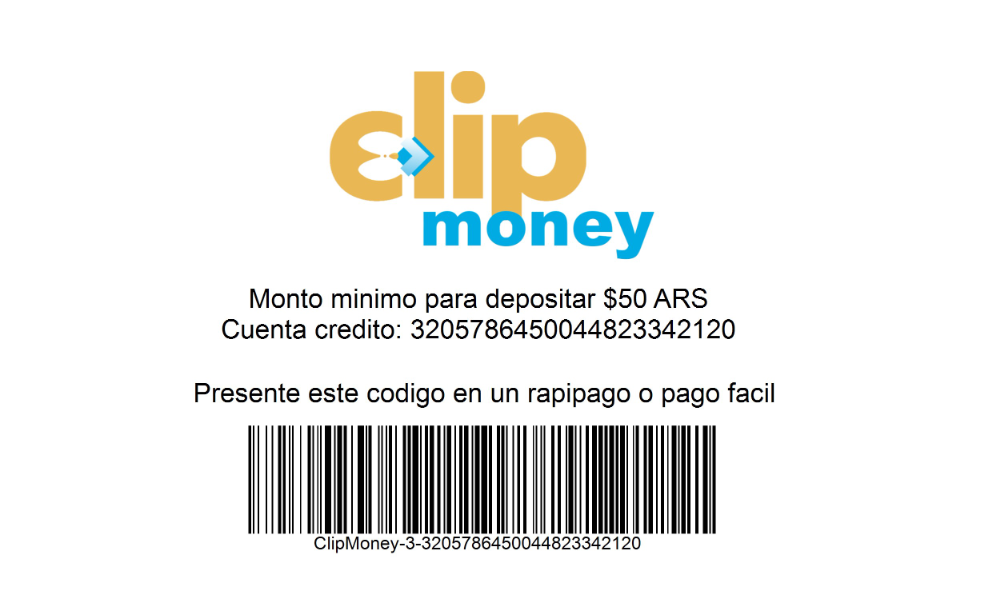 clip
money
Monto minimo para depositar $50 ARS
Cuenta credito: 3205786450044823342120
Presente este codigo en un rapipago o pago facil
ClipMoney-3-3205786450044823342120